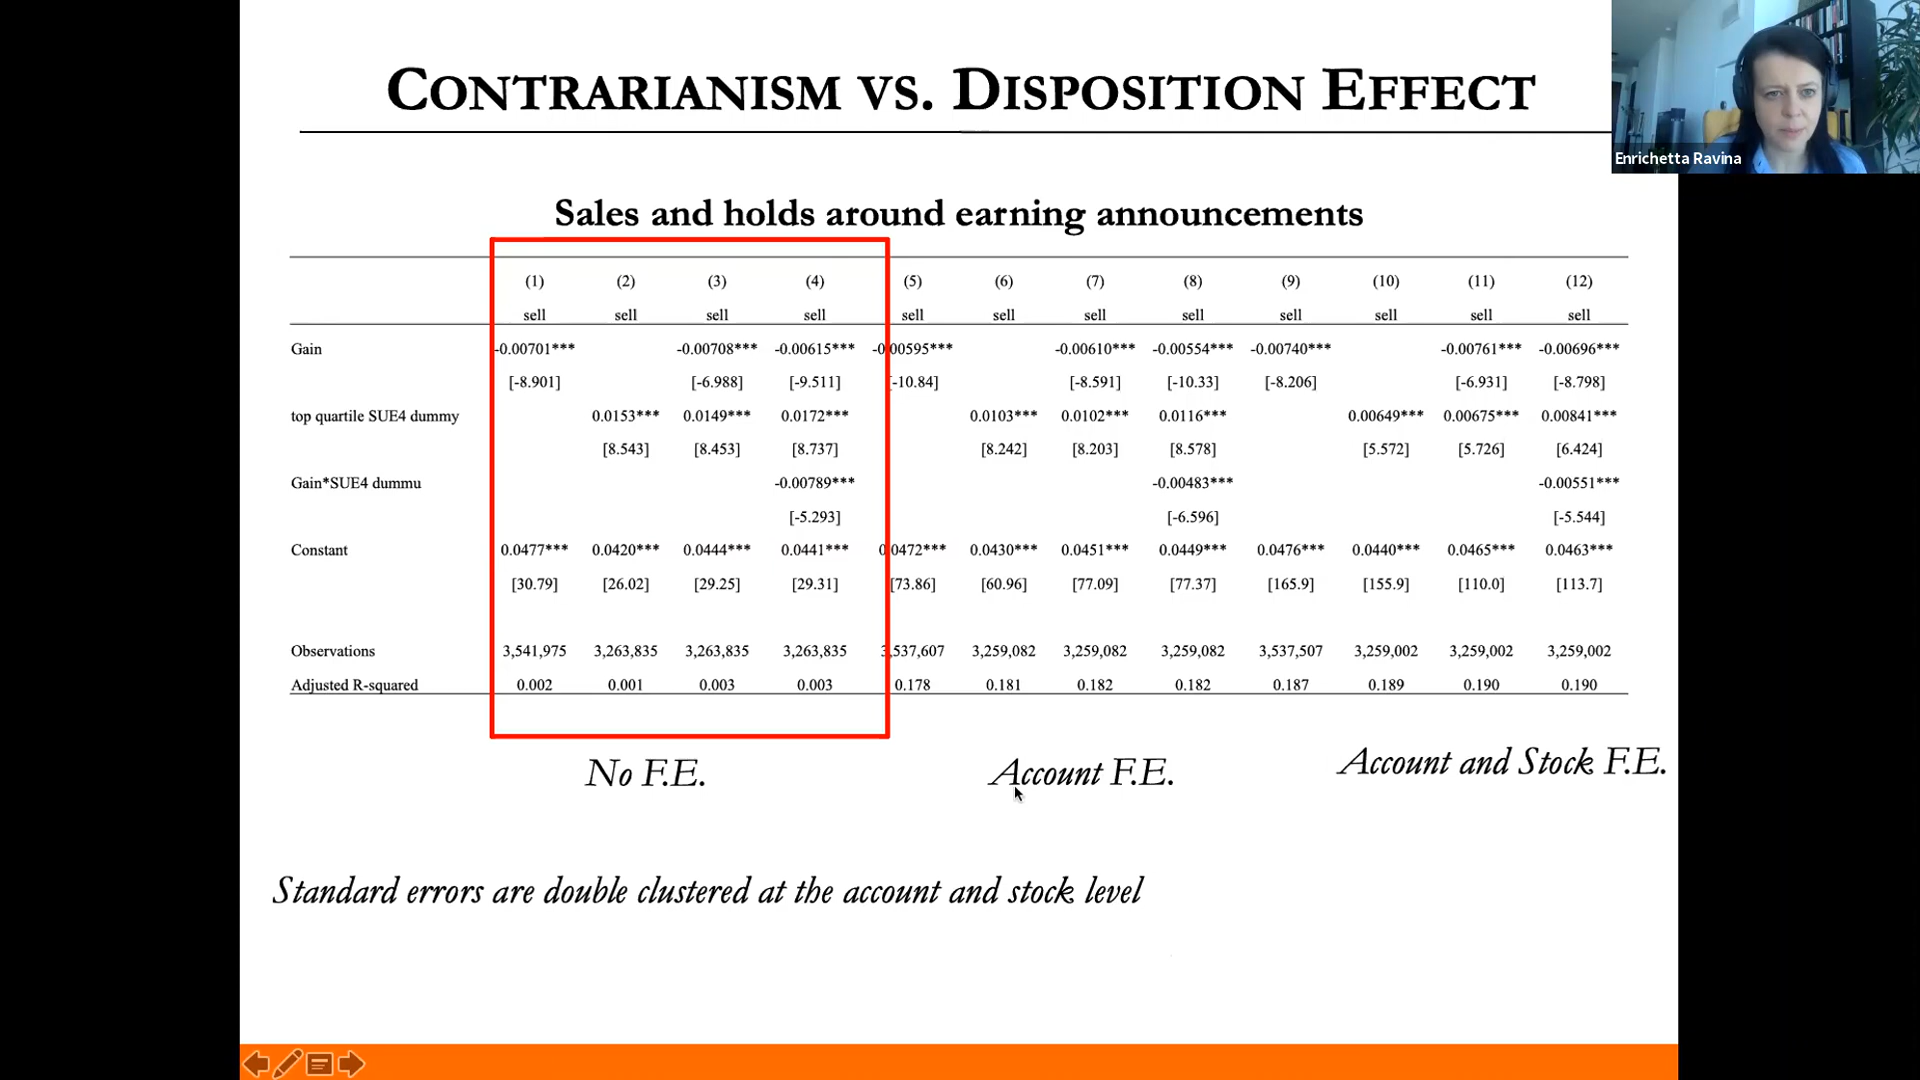 CONTRARIANISM VS. DISPOSITION EFFECT
Enrichetta Ravina
Sales and holds around earning announcements
(1) (2) (3) (4) (5) (6) (7) (8) (9) (10) (11) (12)
sell sell sell sell sell sell sell sell sell sell sell sell
Gain -0.00701*** -0.00708*** -0.00615*** -0.00595*** -0.00610*** -0.00554*** -0.00740*** -0.00761*** -0.00696***
[-8.901] [-6.988] [-9.511] [-10.84] [-8.591] [-10.33] [-8.206] [-6.931] [-8.798]
top quartile SUE4 dummy 0.0153*** 0.0149*** 0.0172*** 0.0103*** 0.0102*** 0.0116*** 0.00649*** 0.00675*** 0.00841***
[8.543] [8.453] [8.737] [8.242] [8.203] [8.578] [5.572] [5.726] [6.424]
Gain*SUE4 dummu -0.00789*** -0.00483*** -0.00551***
[-5.293] [-6.596] [-5.544]
Constant 0.0477*** 0.0420*** 0.0444*** 0.0441*** 0.0472*** 0.0430*** 0.0451*** 0.0449*** 0.0476*** 0.0440*** 0.0465*** 0.0463***
[30.79] [26.02] [29.25] [29.31] [73.86] [60.96] [77.09] [77.37] [165.9] [155.9] [110.0] [113.7]
Observations 3,541,975 3,263,835 3,263,835 3,263,835 3,537,607 3,259,082 3,259,082 3,259,082 3,537,507 3,259,002 3,259,002 3,259,002
Adjusted R-squared 0.002 0.001 0.003 0.003 0.178 0.181 0.182 0.182 0.187 0.189 0.190 0.190
No F.E. Account F.E. Account and Stock F.E.
Standard errors are double clustered at the account and stock level